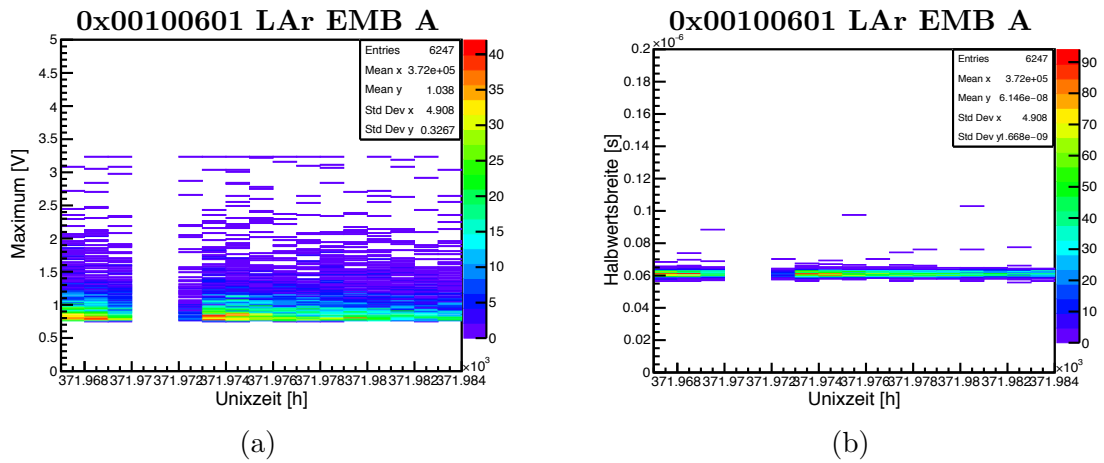 0x00100601 LAr EMB A
Maximum [V]
5
4.5
4
3.5
3
2.5
2
1.5
1
0.5
0
Entries 6247
Mean x 3.72e+05
Mean y 1.038
Std Dev x 4.908
Std Dev y 0.3267
40
35
30
25
20
15
10
5
0
371.968 371.97 371.972 371.974 371.976 371.978 371.98 371.982 371.984
×10³
Unixzeit [h]
(a)
0x00100601 LAr EMB A
×10⁻⁶
Halbwertsbreite [s]
0.2
0.18
0.16
0.14
0.12
0.1
0.08
0.06
0.04
0.02
0
Entries 6247
Mean x 3.72e+05
Mean y 6.146e-08
Std Dev x 4.908
Std Dev y 1.668e-09
90
80
70
60
50
40
30
20
10
0
371.968 371.97 371.972 371.974 371.976 371.978 371.98 371.982 371.984
×10³
Unixzeit [h]
(b)